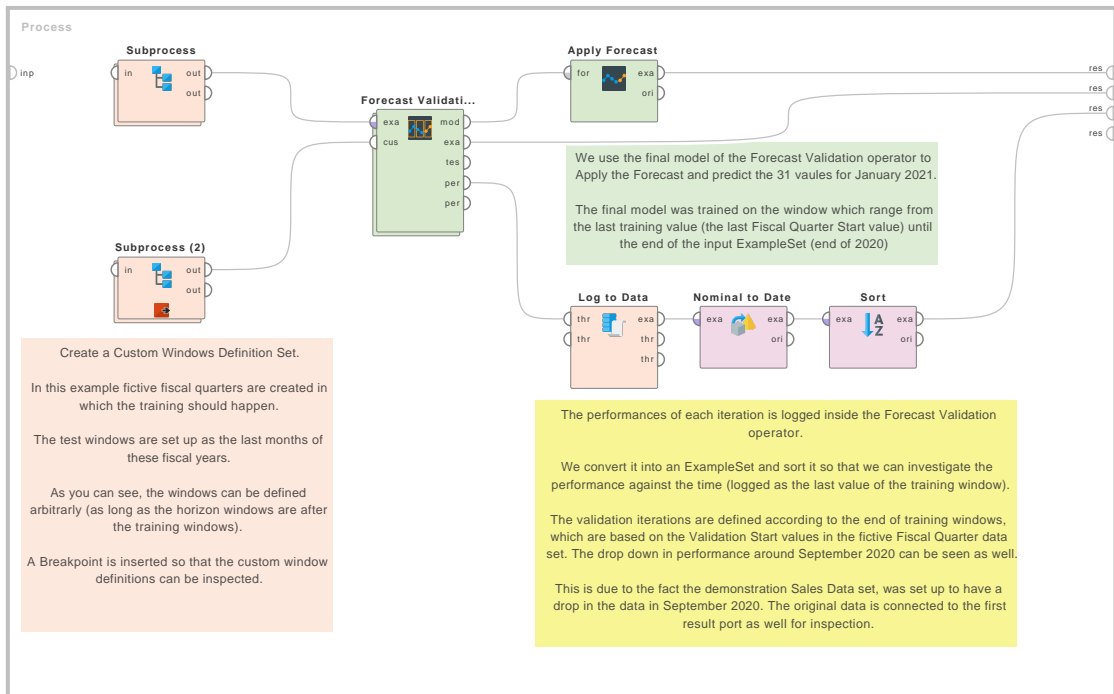 Process
inp
Subprocess
in out
out
Forecast Validati...
exa mod
cus exa
tes
per
per
Apply Forecast
for exa
ori
res
res
res
res
We use the final model of the Forecast Validation operator to
Apply the Forecast and predict the 31 vaules for January 2021.
The final model was trained on the window which range from
the last training value (the last Fiscal Quarter Start value) until
the end of the input ExampleSet (end of 2020)
Subprocess (2)
in out
out
Log to Data
thr exa
thr thr
thr
Nominal to Date
exa exa
ori
Sort
exa exa
ori
A
Z
Create a Custom Windows Definition Set.
In this example fictive fiscal quarters are created in
which the training should happen.
The test windows are set up as the last months of
these fiscal years.
As you can see, the windows can be defined
arbitrarly (as long as the horizon windows are after
the training windows).
A Breakpoint is inserted so that the custom window
definitions can be inspected.
The performances of each iteration is logged inside the Forecast Validation
operator.
We convert it into an ExampleSet and sort it so that we can investigate the
performance against the time (logged as the last value of the training window).
The validation iterations are defined according to the end of training windows,
which are based on the Validation Start values in the fictive Fiscal Quarter data
set. The drop down in performance around September 2020 can be seen as well.
This is due to the fact the demonstration Sales Data set, was set up to have a
drop in the data in September 2020. The original data is connected to the first
result port as well for inspection.